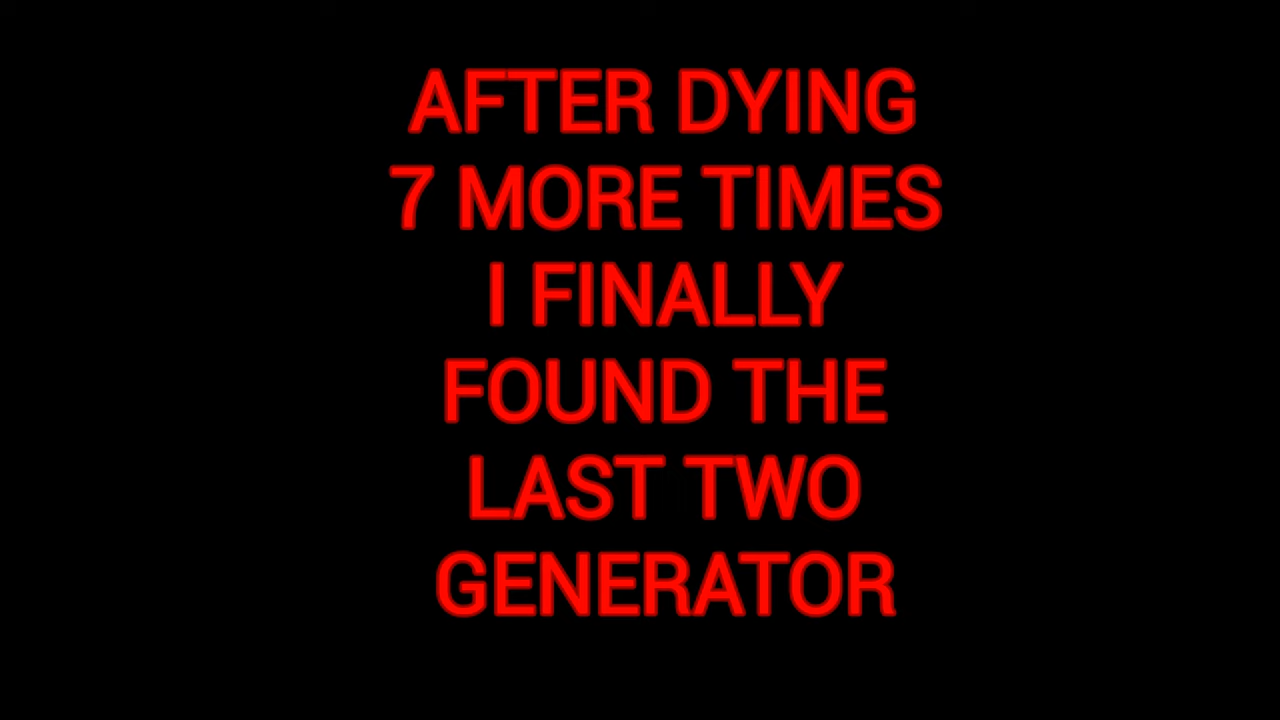 AFTER DYING
7 MORE TIMES
I FINALLY
FOUND THE
LAST TWO
GENERATOR